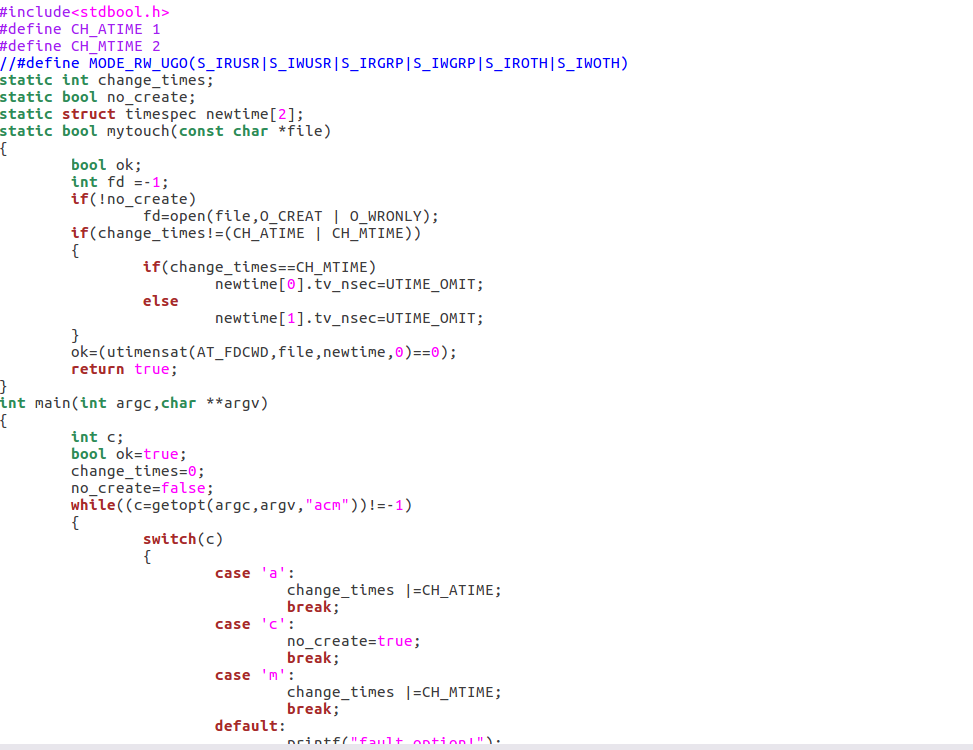 #include<stdbool.h>
#define CH_ATIME 1
#define CH_MTIME 2
//#define MODE_RW_UGO(S_IRUSR|S_IWUSR|S_IRGRP|S_IWGRP|S_IROTH|S_IWOTH)
static int change_times;
static bool no_create;
static struct timespec newtime[2];
static bool mytouch(const char *file)
{
        bool ok;
        int fd =-1;
        if(!no_create)
                fd=open(file,O_CREAT | O_WRONLY);
        if(change_times!=(CH_ATIME | CH_MTIME))
        {
                if(change_times==CH_MTIME)
                        newtime[0].tv_nsec=UTIME_OMIT;
                else
                        newtime[1].tv_nsec=UTIME_OMIT;
        }
        ok=(utimensat(AT_FDCWD,file,newtime,0)==0);
        return true;
}
int main(int argc,char **argv)
{
        int c;
        bool ok=true;
        change_times=0;
        no_create=false;
        while((c=getopt(argc,argv,"acm"))!=-1)
        {
                switch(c)
                {
                        case 'a':
                                change_times |=CH_ATIME;
                                break;
                        case 'c':
                                no_create=true;
                                break;
                        case 'm':
                                change_times |=CH_MTIME;
                                break;
                        default:
                                printf("fault option!");